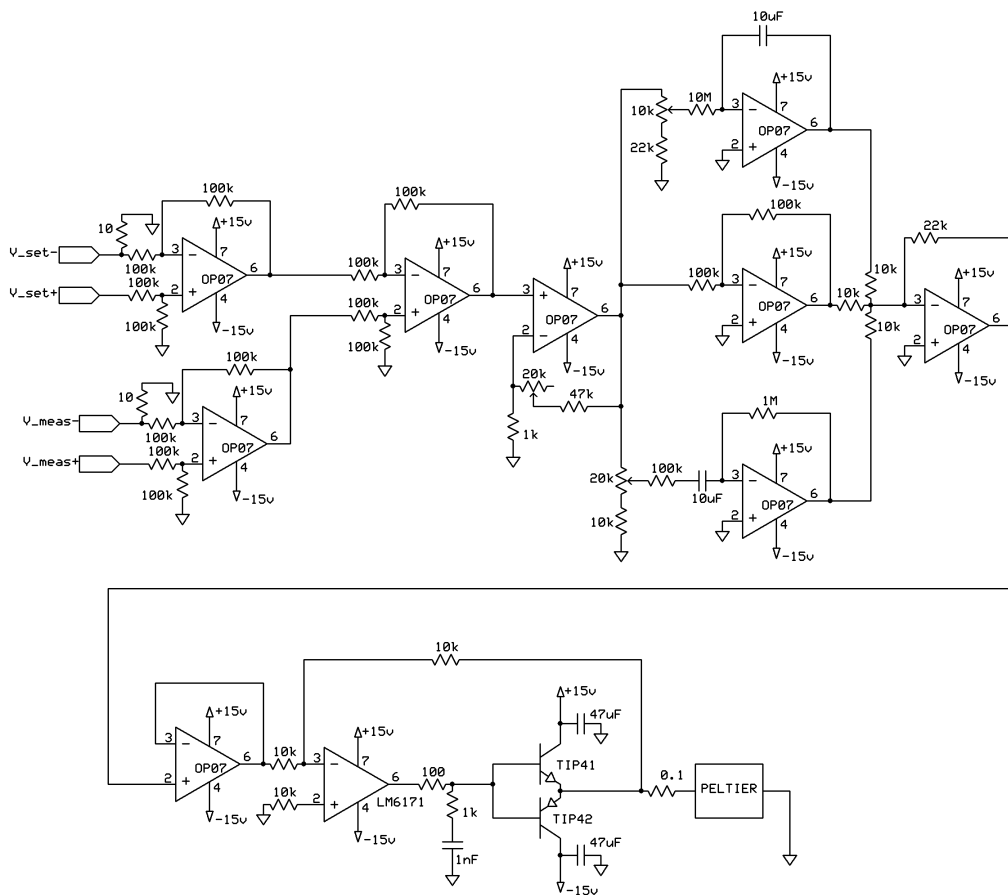 10uF
+15v
10k
10M
3
−
7
OP07
6
22k
2
+
4
-15v
100k
100k
100k
22k
10
+15v
+15v
+15v
+15v
+15v
V_set-
3
−
7
100k
OP07
6
100k
3
−
7
OP07
6
3
+
7
OP07
6
100k
3
−
7
OP07
6
10k
10k
3
−
7
OP07
6
V_set+
100k
2
+
4
100k
2
+
4
2
−
4
2
+
4
10k
2
+
4
100k
-15v
100k
-15v
-15v
-15v
-15v
100k
20k
47k
10
+15v
1M
V_meas-
3
−
7
100k
OP07
6
1k
+15v
V_meas+
2
+
4
100k
-15v
20k
100k
10uF
3
−
7
OP07
6
10k
2
+
4
-15v
10k
+15v
47uF
+15v
+15v
3
−
7
OP07
6
10k
3
−
7
LM6171
6
100
TIP41
0.1
PELTIER
2
+
4
10k
2
+
4
1k
TIP42
-15v
-15v
1nF
47uF
-15v